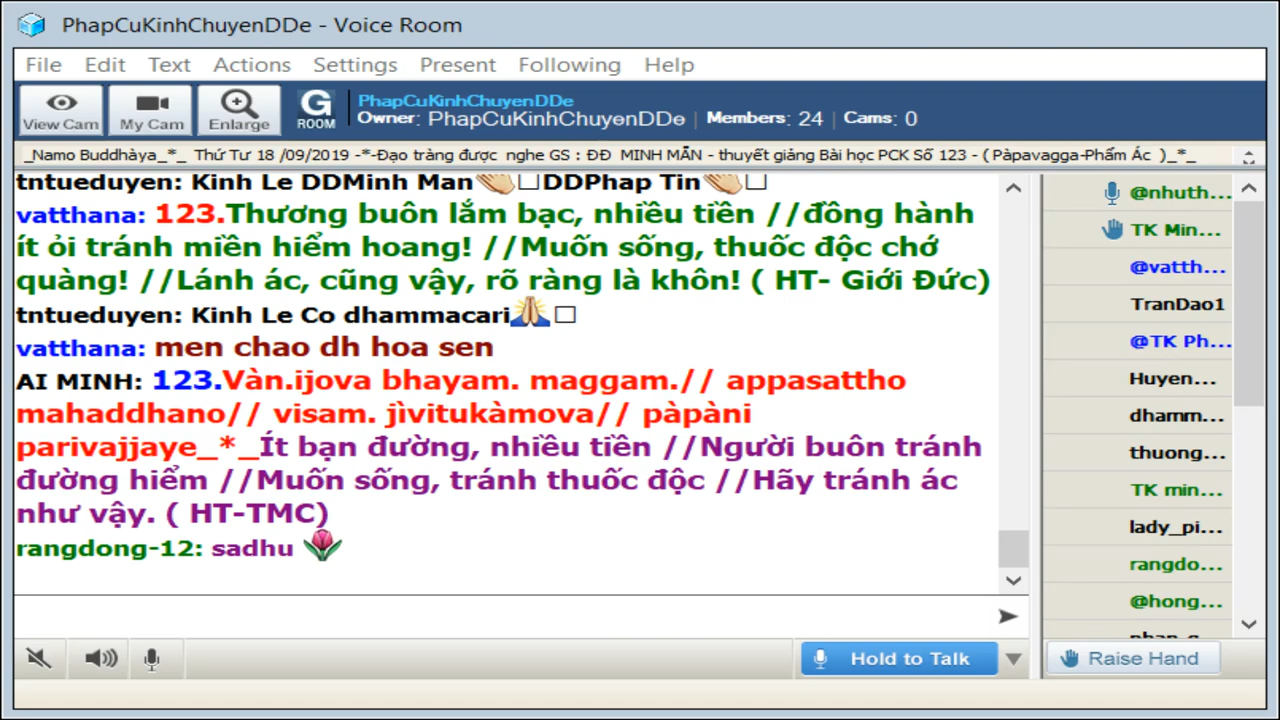 PhapCuKinhChuyenDDe - Voice Room
File Edit Text Actions Settings Present Following Help
View Cam My Cam Enlarge G ROOM
PhapCuKinhChuyenDDe
Owner: PhapCuKinhChuyenDDe | Members: 24 | Cams: 0
_Namo Buddhàya_*_ Thứ Tư 18 /09/2019 -*-Đạo tràng được nghe GS : ĐĐ MINH MẪN - thuyết giảng Bài học PCK Số 123 - ( Pàpavagga-Phẩm Ác )_*_
tntueduyen: Kinh Le DDMinh Man👏□DDPhap Tin👏□
vatthana: 123.Thương buôn lắm bạc, nhiều tiền //đồng hành
ít ỏi tránh miền hiểm hoang! //Muốn sống, thuốc độc chớ
quàng! //Lánh ác, cũng vậy, rõ ràng là khôn! ( HT- Giới Đức)
tntueduyen: Kinh Le Co dhammacari🙏□
vatthana: men chao dh hoa sen
AI MINH: 123.Vàn.ijova bhayam. maggam.// appasattho
mahaddhano// visam. jìvitukàmova// pàpàni
parivajjaye_*_Ít bạn đường, nhiều tiền //Người buôn tránh
đường hiểm //Muốn sống, tránh thuốc độc //Hãy tránh ác
như vậy. ( HT-TMC)
rangdong-12: sadhu 🌷
@nhuth...
TK Min...
@vatth...
TranDao1
@TK Ph...
Huyen...
dhamm...
thuong...
TK min...
lady_pi...
rangdo...
@hong...
Hold to Talk
Raise Hand